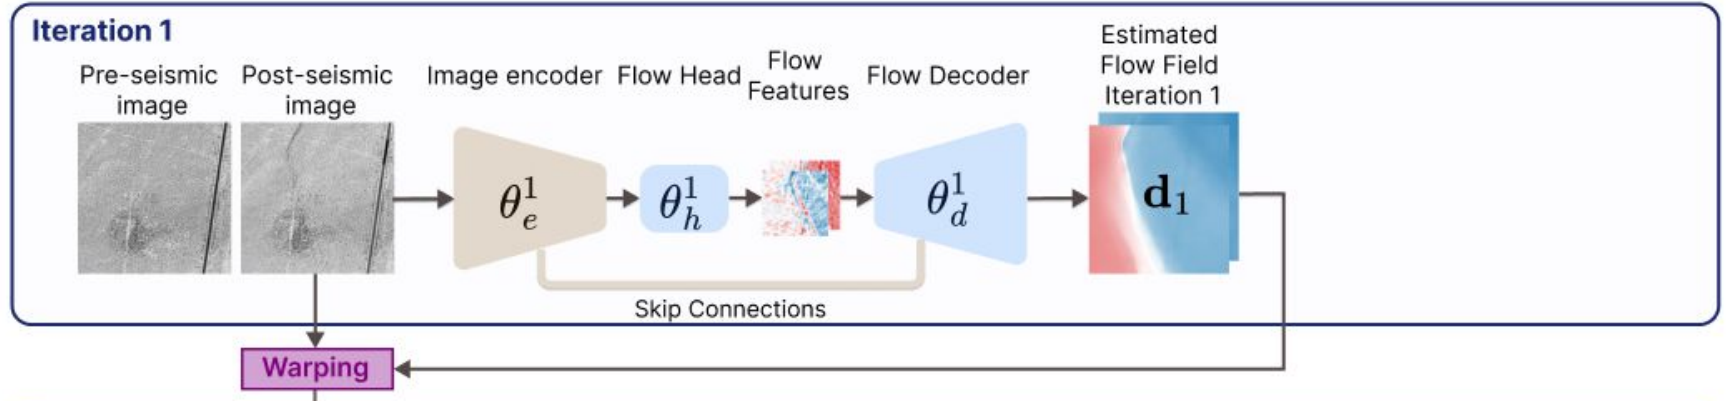 Iteration 1
Pre-seismic
image
Post-seismic
image
Image encoder
Flow Head
Flow
Features
Flow Decoder
Estimated
Flow Field
Iteration 1
θ_e^1
θ_h^1
θ_d^1
d_1
Skip Connections
Warping